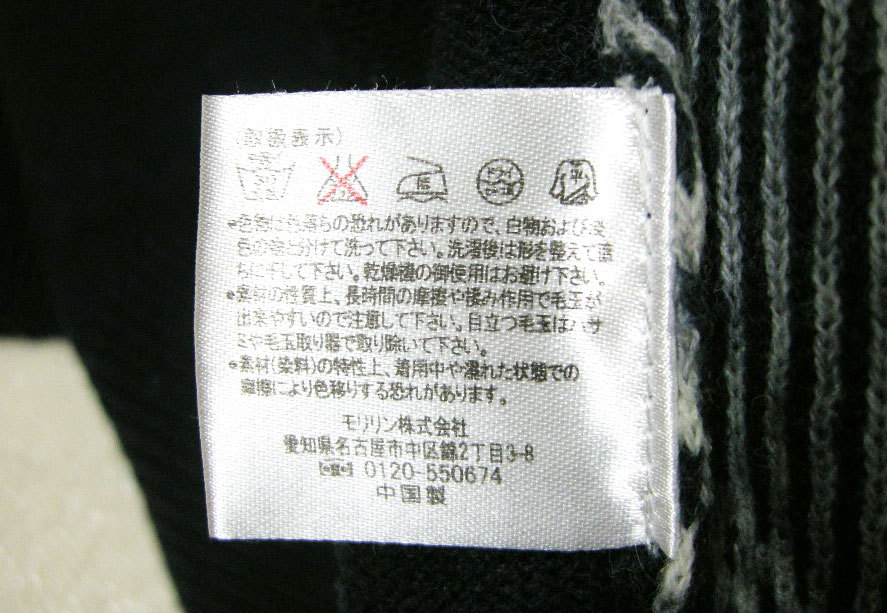 (取扱表示)
ドライ
平
•色物は色落ちの恐れがありますので、白物および淡
色の物と分けて洗って下さい。洗濯後は形を整えて直
ちに干して下さい。乾燥機の御使用はお避け下さい。
•素材の性質上、長時間の摩擦や揉み作用で毛玉が
出来やすいので注意して下さい。目立つ毛玉はハサ
ミや毛玉取り器で取り除いて下さい。
•素材(染料)の特性上、着用中や濡れた状態での
摩擦により色移りする恐れがあります。
モリリン株式会社
愛知県名古屋市中区錦2丁目3-8
0120-550674
中国製